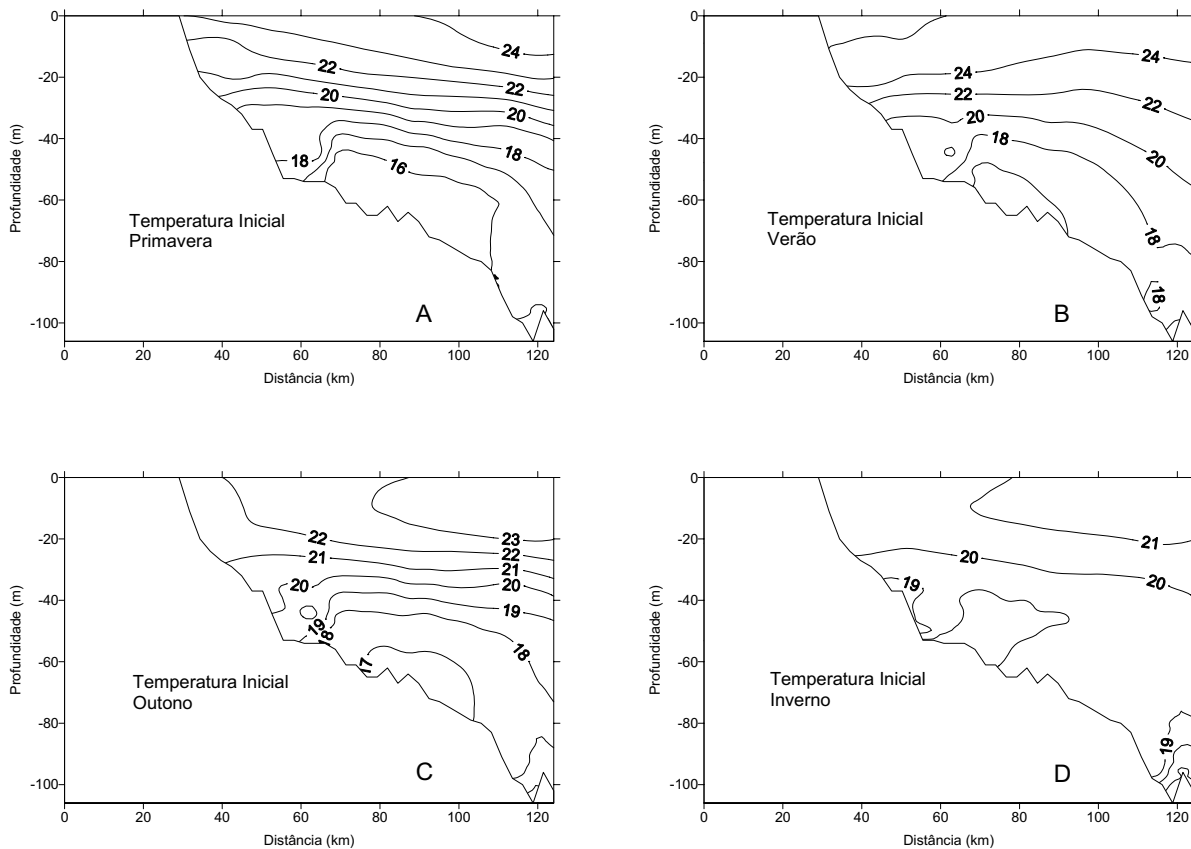 0
-20
-40
-60
-80
-100
Profundidade (m)
24
22
22
20
20
18
18
16
Temperatura Inicial
Primavera
A
0 20 40 60 80 100 120
Distância (km)
0
-20
-40
-60
-80
-100
Profundidade (m)
24
24
22
22
20
20
18
18
18
Temperatura Inicial
Verão
B
0 20 40 60 80 100 120
Distância (km)
0
-20
-40
-60
-80
-100
Profundidade (m)
23
22
22
21
21
20
20
19
19
18
18
17
Temperatura Inicial
Outono
C
0 20 40 60 80 100 120
Distância (km)
0
-20
-40
-60
-80
-100
Profundidade (m)
21
20
20
19
19
Temperatura Inicial
Inverno
D
0 20 40 60 80 100 120
Distância (km)